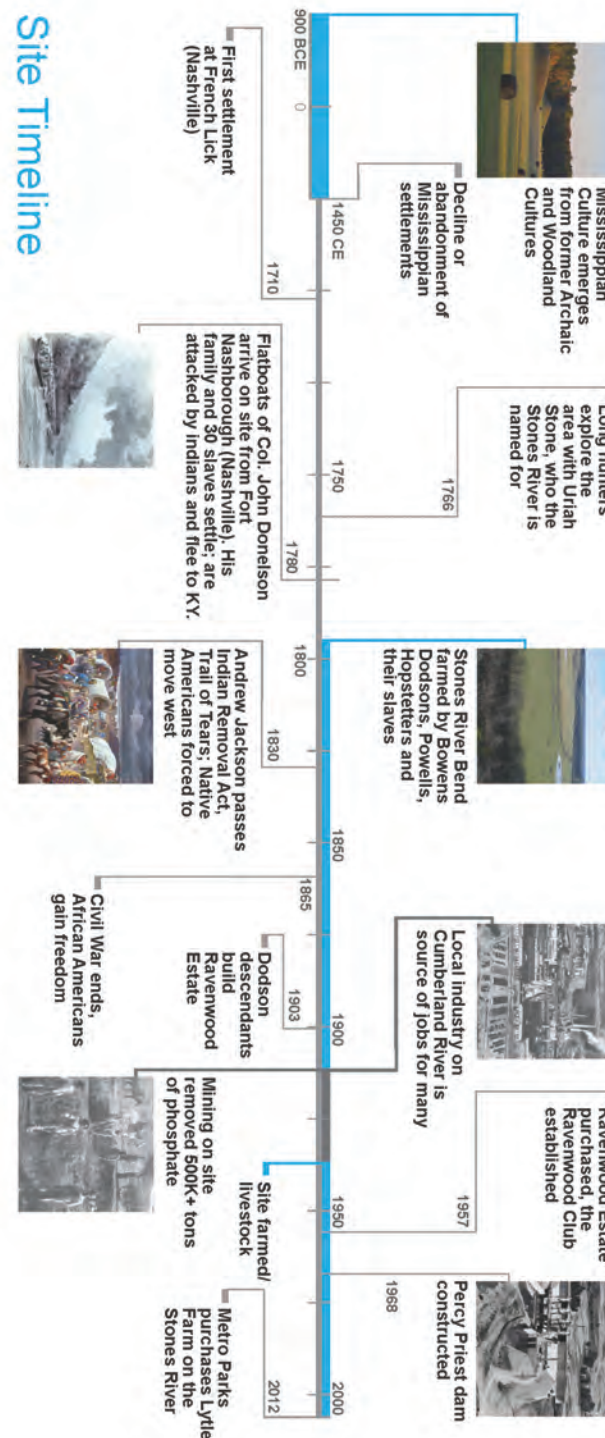 Mississippian
Culture emerges
from former Archaic
and Woodland
Cultures
Long hunters
explore the
area with Uriah
Stone, who the
Stones River is
named for
Stones River Bend
farmed by Bowens
Dodsons, Powells,
Hopstetters and
their slaves
Local industry on
Cumberland River is
source of jobs for many
Ravenwood Estate
purchased, the
Ravenwood Club
established
Percy Priest dam
constructed
Decline or
abandonment of
Mississippian
settlements
1766
1957
1968
900 BCE
0
1450 CE
1750
1800
1850
1900
1950
2000
1710
1780
1830
1865
1903
2012
First settlement
at French Lick
(Nashville)
Flatboats of Col. John Donelson
arrive on site from Fort
Nashborough (Nashville). His
family and 30 slaves settle; are
attacked by indians and flee to KY.
Andrew Jackson passes
Indian Removal Act,
Trail of Tears; Native
Americans forced to
move west
Civil War ends,
African Americans
gain freedom
Dodson
descendants
build
Ravenwood
Estate
Mining on site
removed 500K+ tons
of phosphate
Site farmed/
livestock
Metro Parks
purchases Lytle
Farm on the
Stones River
Site Timeline